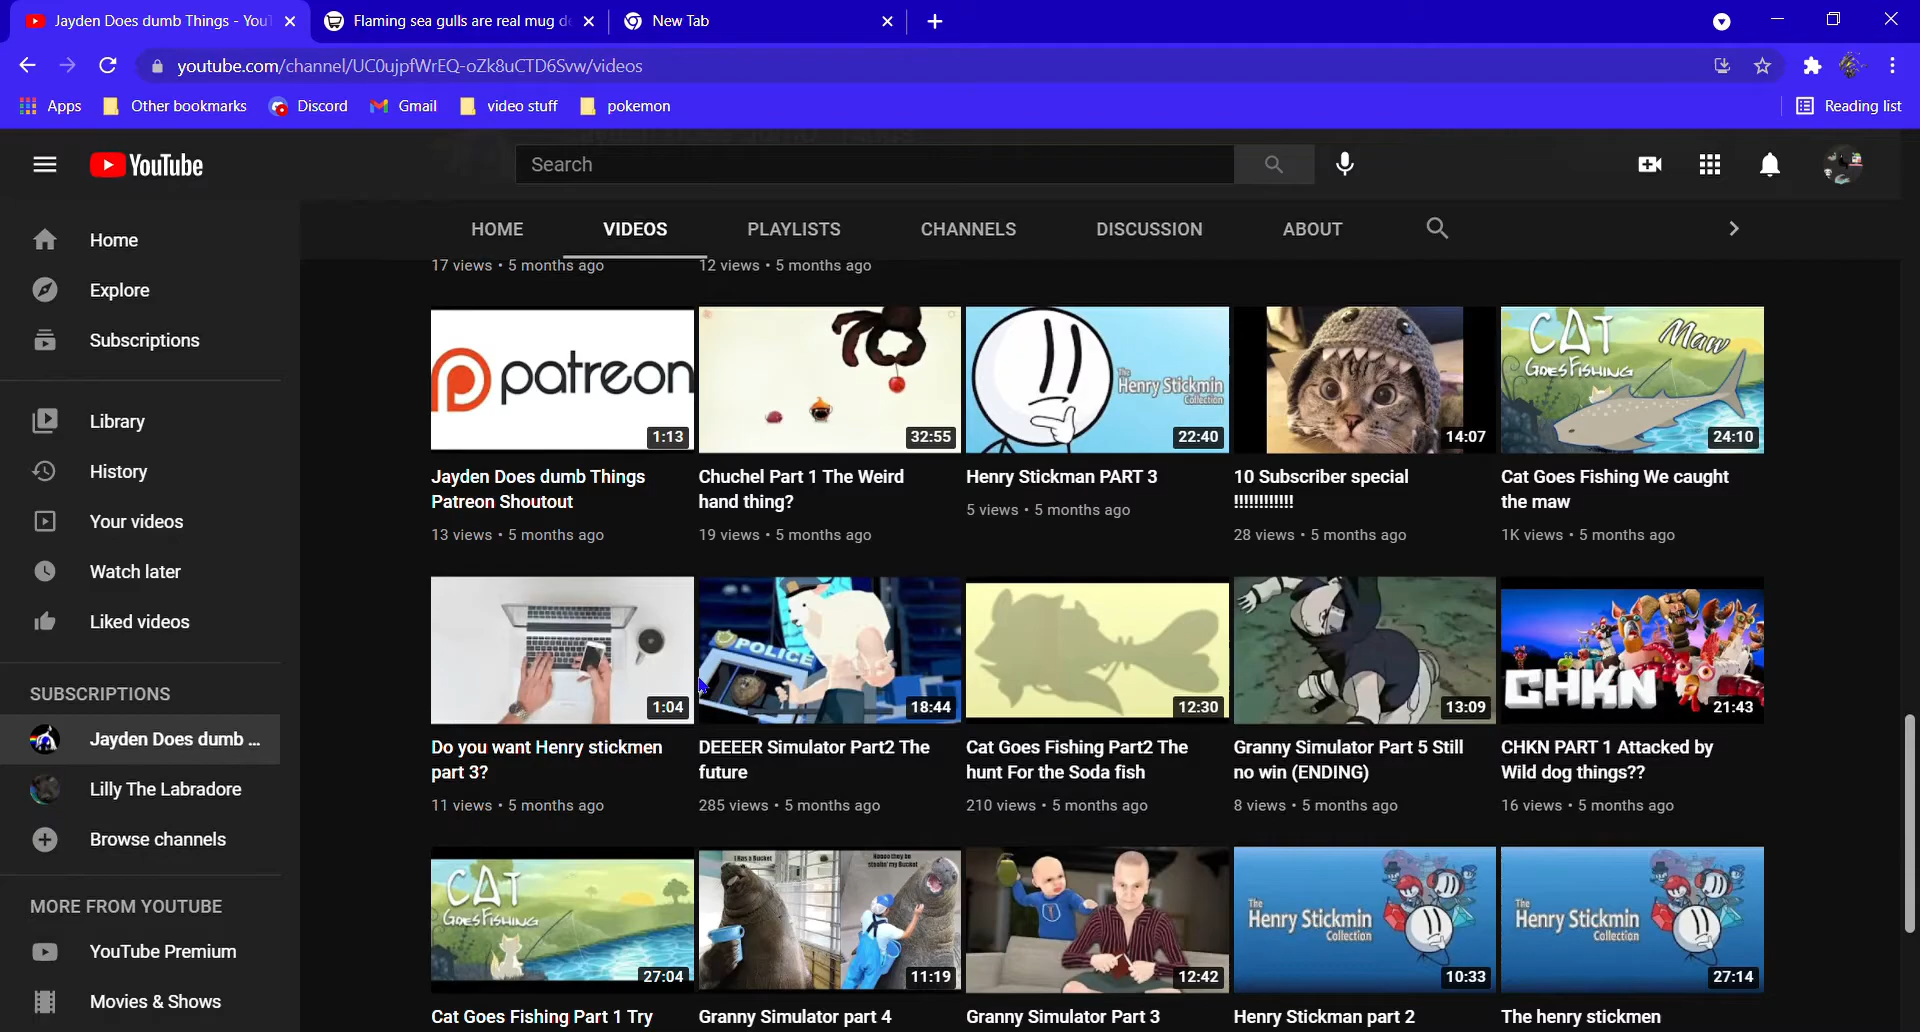 Jayden Does dumb Things - YouT
Flaming sea gulls are real mug de
New Tab
youtube.com/channel/UC0ujpfWrEQ-oZk8uCTD6Svw/videos
Apps
Other bookmarks
Discord
Gmail
video stuff
pokemon
Reading list
YouTube
Search
Home
Explore
Subscriptions
Library
History
Your videos
Watch later
Liked videos
SUBSCRIPTIONS
Jayden Does dumb ...
Lilly The Labradore
Browse channels
MORE FROM YOUTUBE
YouTube Premium
Movies & Shows
HOME
VIDEOS
PLAYLISTS
CHANNELS
DISCUSSION
ABOUT
17 views • 5 months ago
12 views • 5 months ago
patreon
1:13
Jayden Does dumb Things
Patreon Shoutout
13 views • 5 months ago
32:55
Chuchel Part 1 The Weird
hand thing?
19 views • 5 months ago
The
Henry Stickmin
Collection
22:40
Henry Stickman PART 3
5 views • 5 months ago
14:07
10 Subscriber special
!!!!!!!!!!!!
28 views • 5 months ago
CAT
GOES FISHING
Maw
24:10
Cat Goes Fishing We caught
the maw
1K views • 5 months ago
1:04
Do you want Henry stickmen
part 3?
11 views • 5 months ago
POLICE
18:44
DEEEER Simulator Part2 The
future
285 views • 5 months ago
12:30
Cat Goes Fishing Part2 The
hunt For the Soda fish
210 views • 5 months ago
13:09
Granny Simulator Part 5 Still
no win (ENDING)
8 views • 5 months ago
CHKN
21:43
CHKN PART 1 Attacked by
Wild dog things??
16 views • 5 months ago
CAT
GOES FISHING
27:04
Cat Goes Fishing Part 1 Try
I Has a Bucket
Noooo they be
stealin' my Bucket
11:19
Granny Simulator part 4
12:42
Granny Simulator Part 3
The
Henry Stickmin
Collection
10:33
Henry Stickman part 2
The
Henry Stickmin
Collection
27:14
The henry stickmen